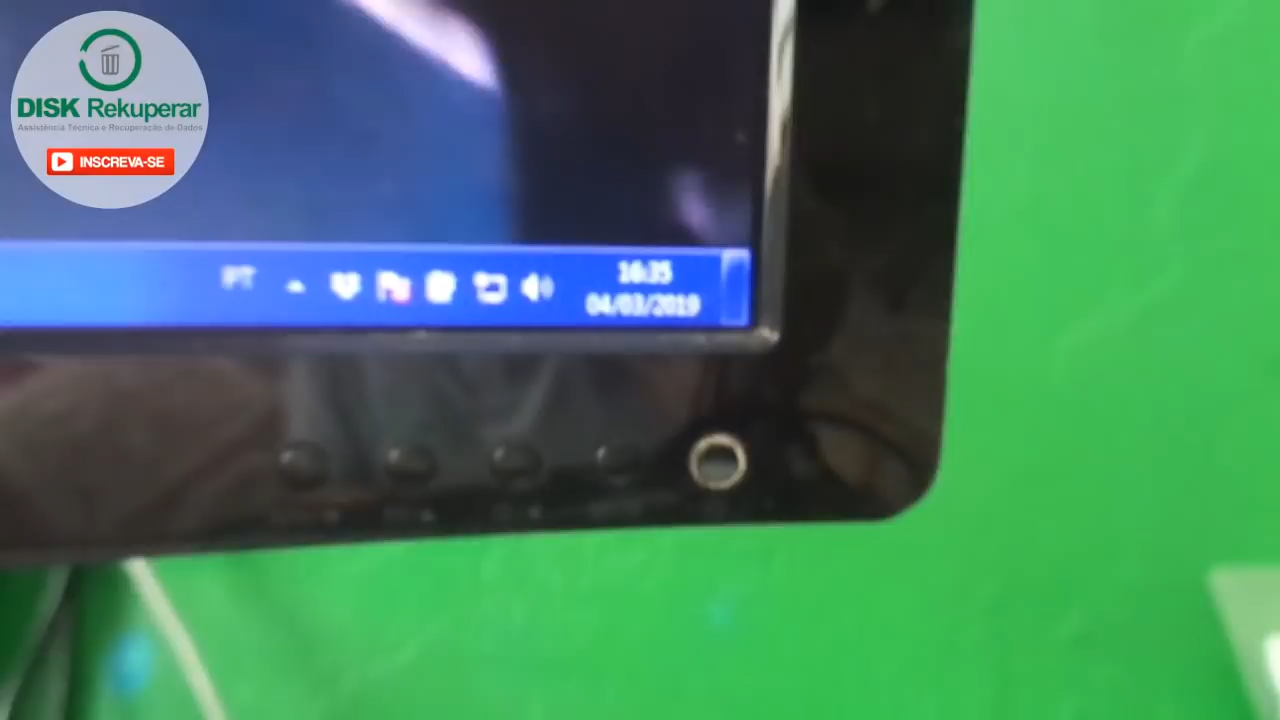 DISK Rekuperar
Assistência Técnica e Recuperação de Dados
INSCREVA-SE
PT
16:35
04/03/2019